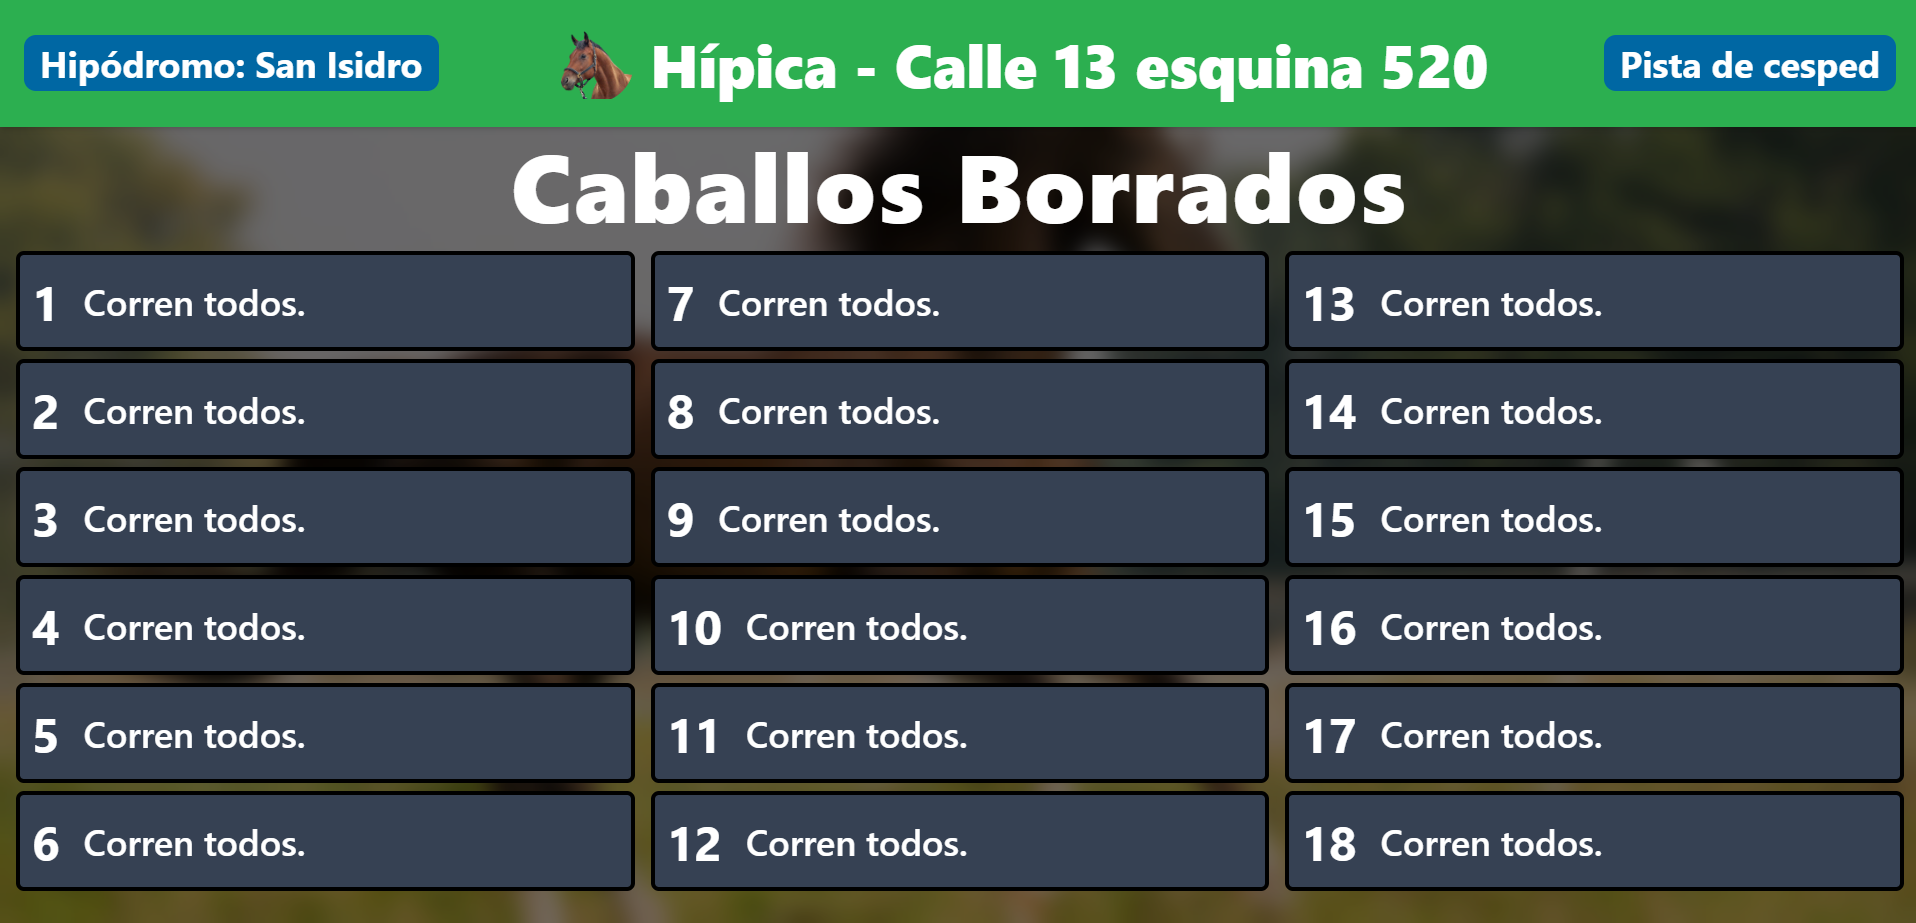 Hipódromo: San Isidro
Hípica - Calle 13 esquina 520
Pista de cesped
Caballos Borrados
1 Corren todos.
2 Corren todos.
3 Corren todos.
4 Corren todos.
5 Corren todos.
6 Corren todos.
7 Corren todos.
8 Corren todos.
9 Corren todos.
10 Corren todos.
11 Corren todos.
12 Corren todos.
13 Corren todos.
14 Corren todos.
15 Corren todos.
16 Corren todos.
17 Corren todos.
18 Corren todos.